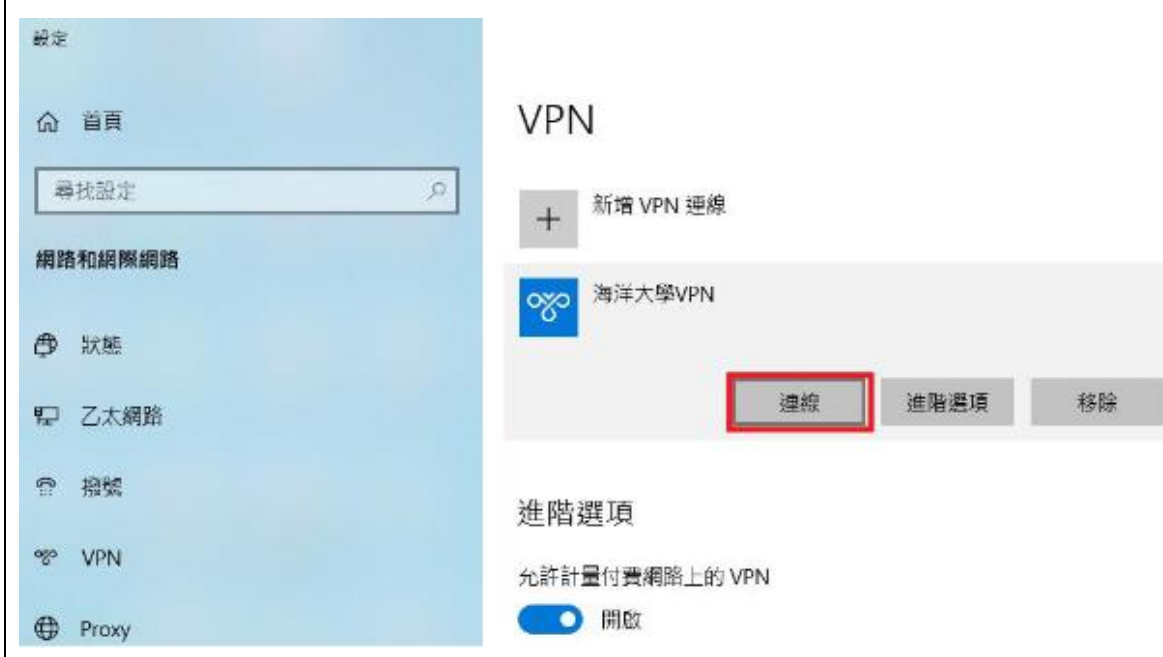 設定
首頁
尋找設定
網路和網際網路
狀態
乙太網路
撥號
VPN
Proxy
VPN
新增 VPN 連線
海洋大學VPN
連線
進階選項
移除
進階選項
允許計量付費網路上的 VPN
開啟